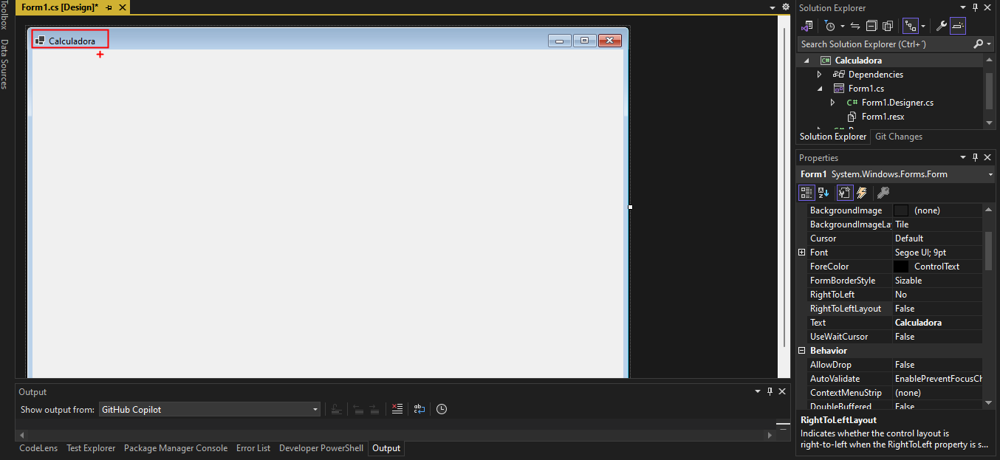 Toolbox
Data Sources
Form1.cs [Design]*
Calculadora
Output
Show output from: GitHub Copilot
CodeLens Test Explorer Package Manager Console Error List Developer PowerShell Output
Solution Explorer
Search Solution Explorer (Ctrl+´)
C# Calculadora
Dependencies
Form1.cs
C# Form1.Designer.cs
Form1.resx
Solution Explorer Git Changes
Properties
Form1 System.Windows.Forms.Form
BackgroundImage (none)
BackgroundImageLa Tile
Cursor Default
Font Segoe UI; 9pt
ForeColor ControlText
FormBorderStyle Sizable
RightToLeft No
RightToLeftLayout False
Text Calculadora
UseWaitCursor False
Behavior
AllowDrop False
AutoValidate EnablePreventFocusCh
ContextMenuStrip (none)
DoubleBuffered False
RightToLeftLayout
Indicates whether the control layout is
right-to-left when the RightToLeft property is s...